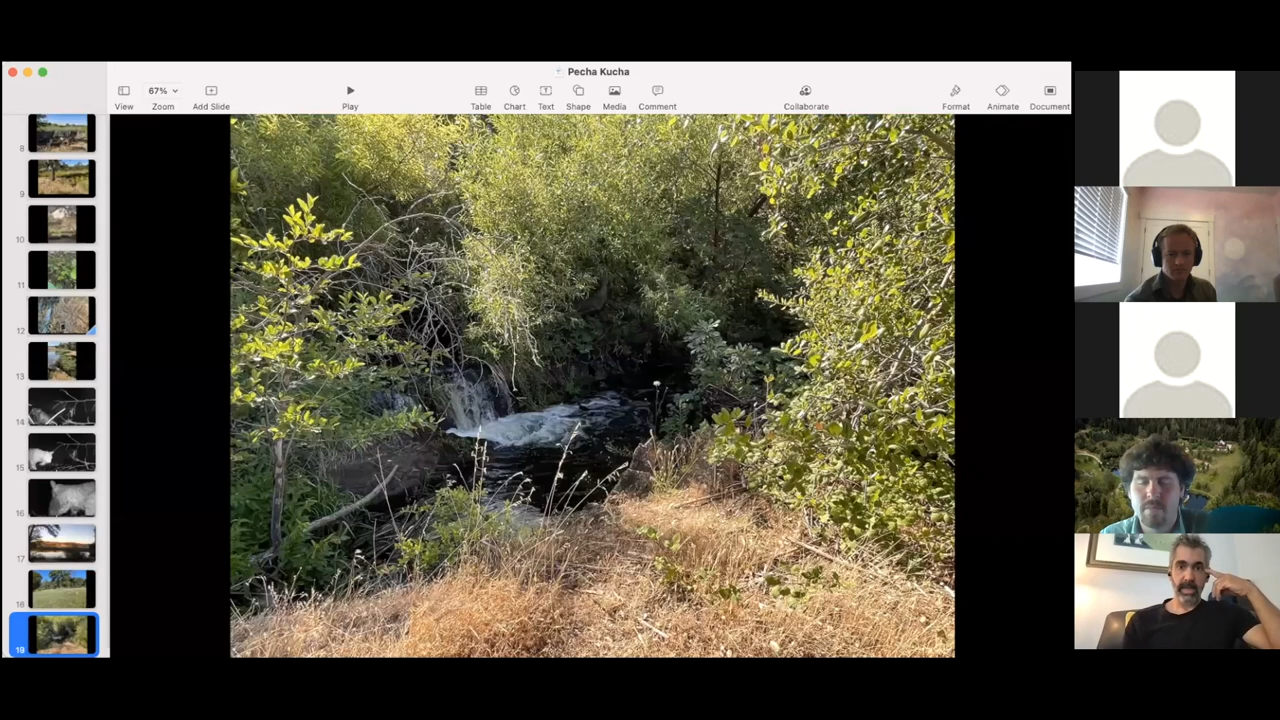 Pecha Kucha
67%
View
Zoom
Add Slide
Play
Table
Chart
Text
Shape
Media
Comment
Collaborate
Format
Animate
Document
8
9
10
11
12
13
14
15
16
17
18
19